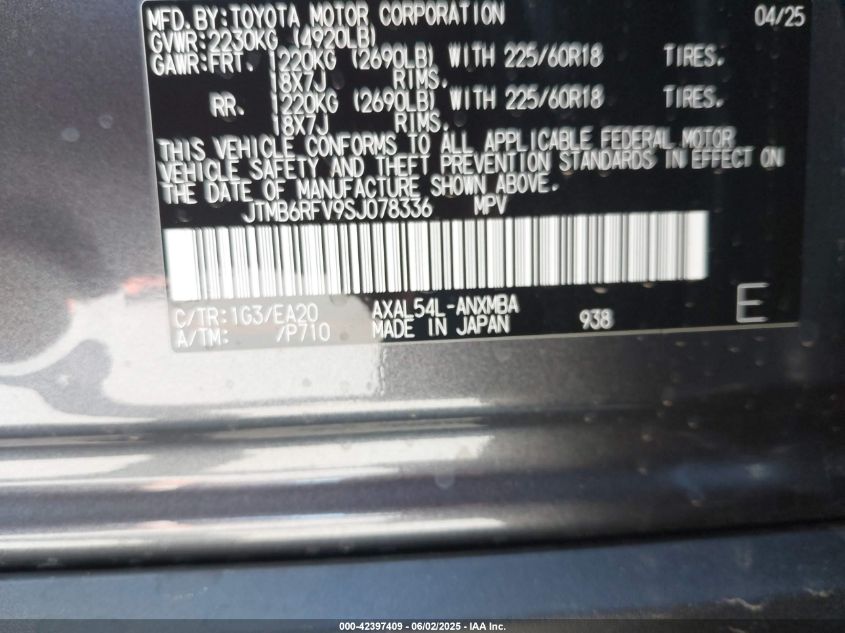 MFD.BY:TOYOTA MOTOR CORPORATION 04/25
GVWR:2230KG (4920LB)
GAWR:FRT. 1220KG (2690LB) WITH 225/60R18 TIRES.
18X7J RIMS.
RR. 1220KG (2690LB) WITH 225/60R18 TIRES.
18X7J RIMS.
THIS VEHICLE CONFORMS TO ALL APPLICABLE FEDERAL MOTOR
VEHICLE SAFETY AND THEFT PREVENTION STANDARDS IN EFFECT ON
THE DATE OF MANUFACTURE SHOWN ABOVE.
JTMB6RFV9SJ078336 MPV
C/TR:1G3/EA20 AXAL54L-ANXMBA
A/TM: /P710 MADE IN JAPAN 938 E
000-42397409 - 06/02/2025 - IAA Inc.